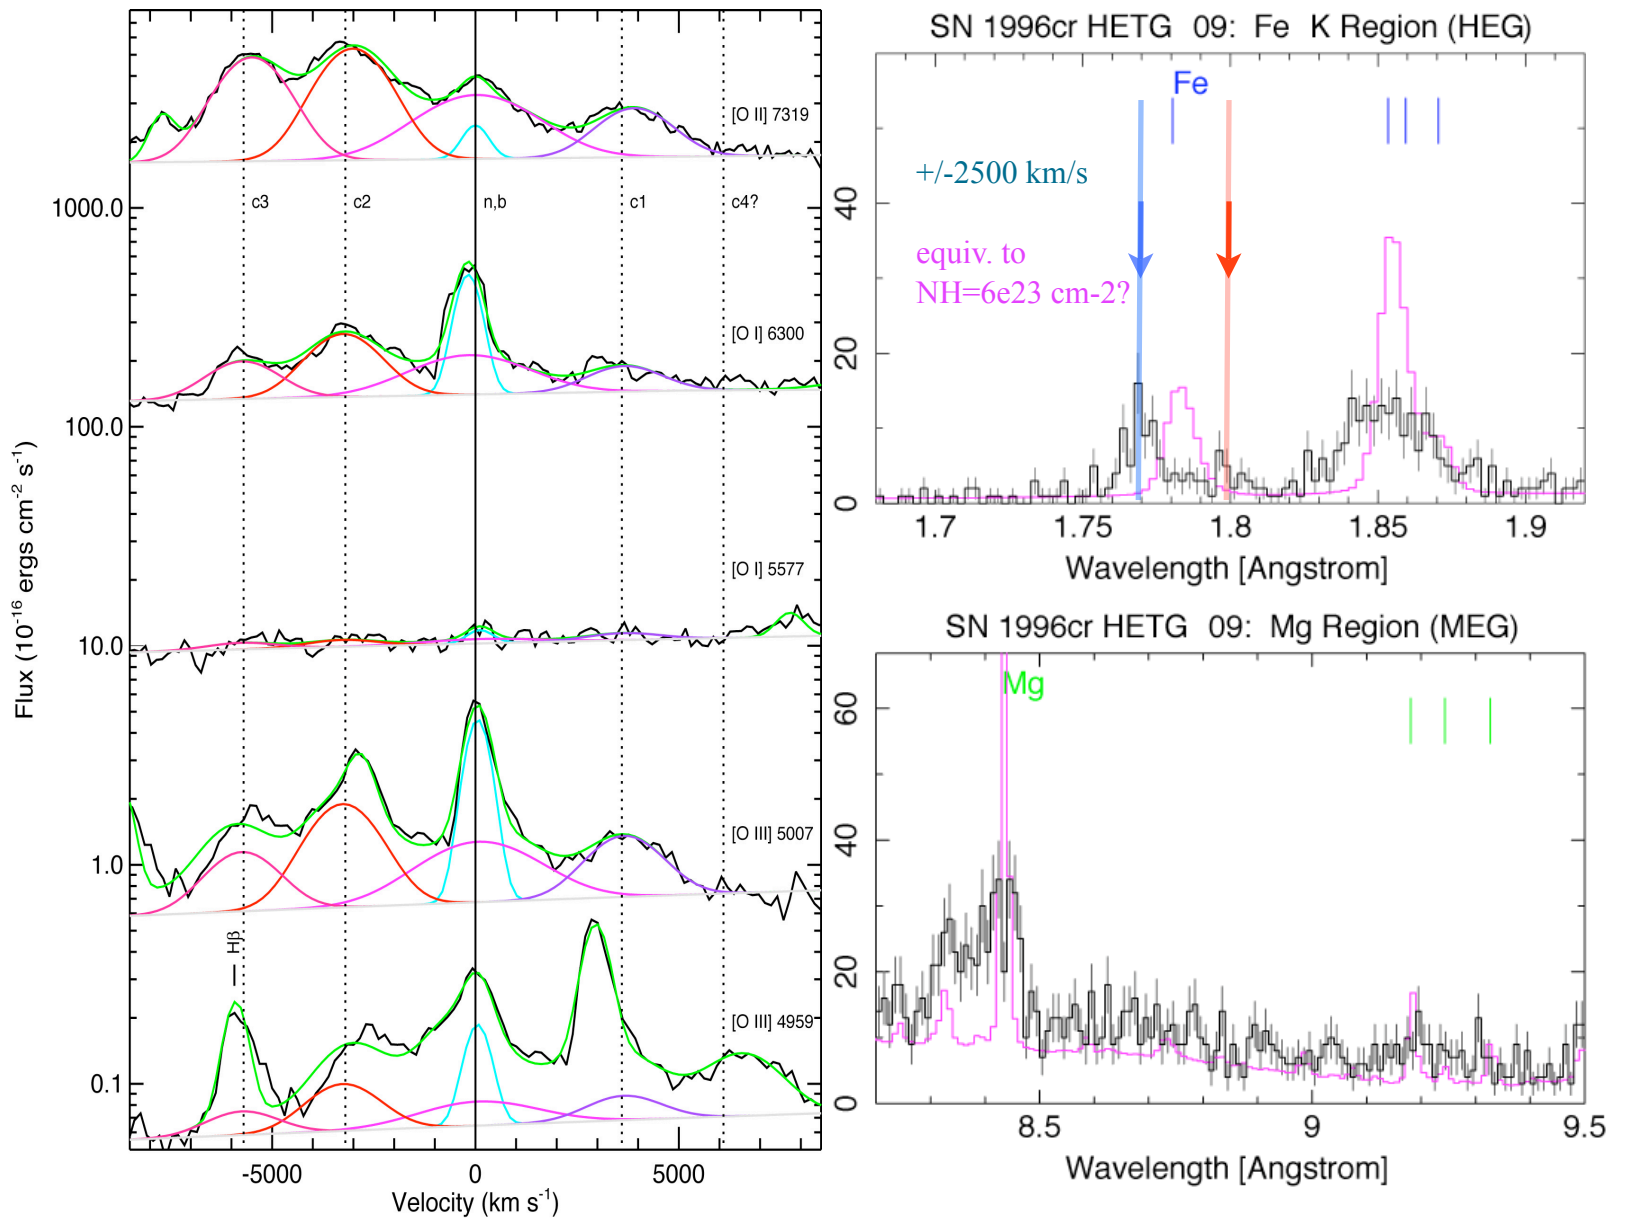 [O II] 7319
c3
c2
n,b
c1
c4?
[O I] 6300
[O I] 5577
[O III] 5007
Hβ
[O III] 4959
1000.0
100.0
10.0
1.0
0.1
Flux (10⁻¹⁶ ergs cm⁻² s⁻¹)
-5000
0
5000
Velocity (km s⁻¹)
SN 1996cr HETG 09: Fe K Region (HEG)
Fe
+/-2500 km/s
equiv. to
NH=6e23 cm-2?
40
20
0
1.7
1.75
1.8
1.85
1.9
Wavelength [Angstrom]
SN 1996cr HETG 09: Mg Region (MEG)
Mg
60
40
20
0
8.5
9
9.5
Wavelength [Angstrom]